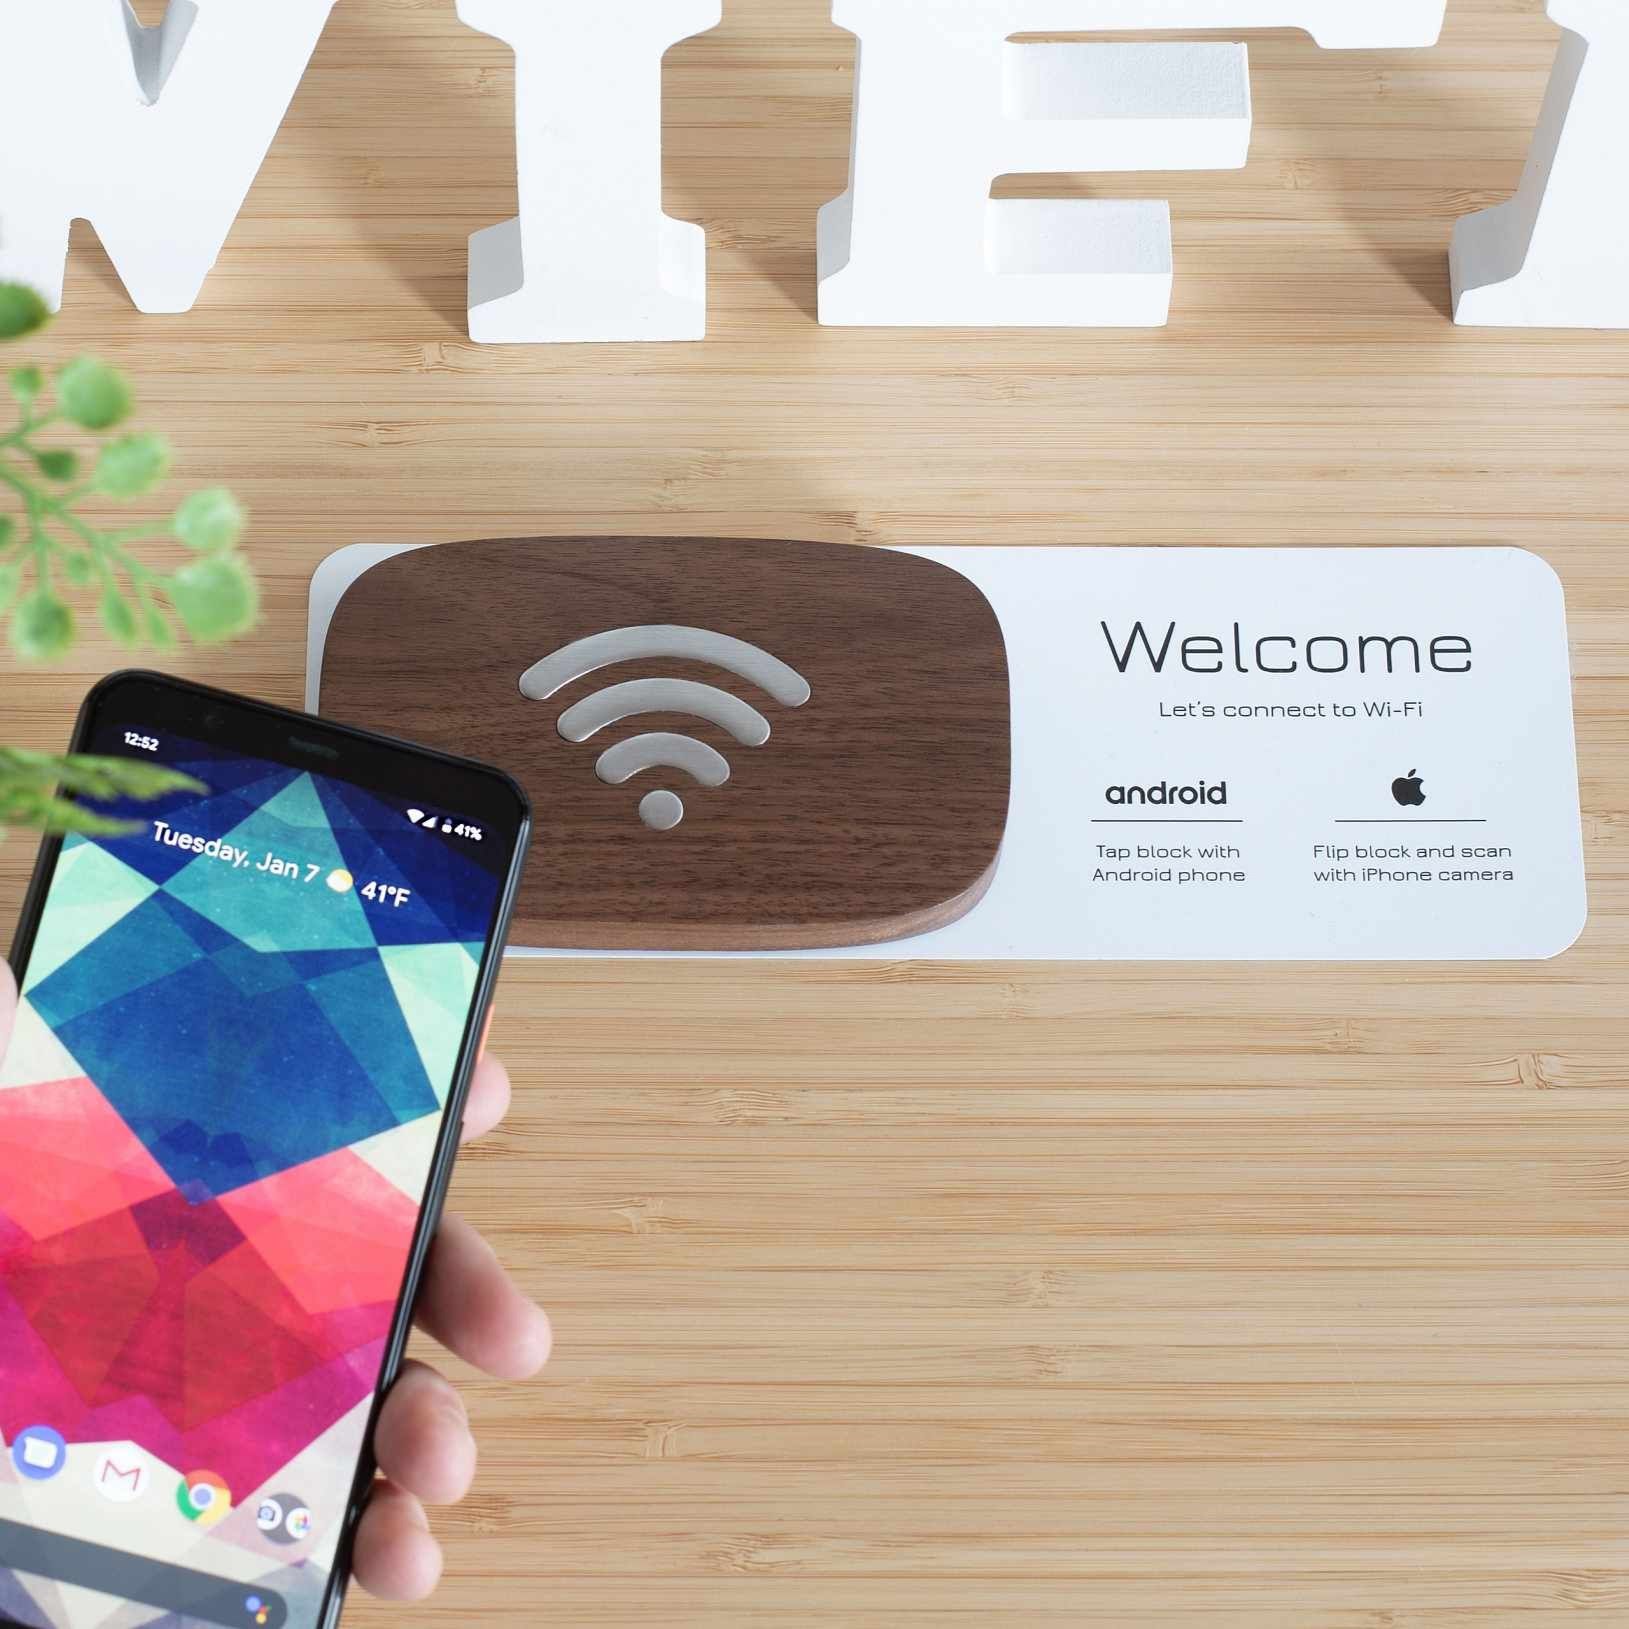 WIFI
Welcome
Let's connect to Wi-Fi
android
Tap block with
Android phone
Flip block and scan
with iPhone camera
12:52
41%
Tuesday, Jan 7 41°F